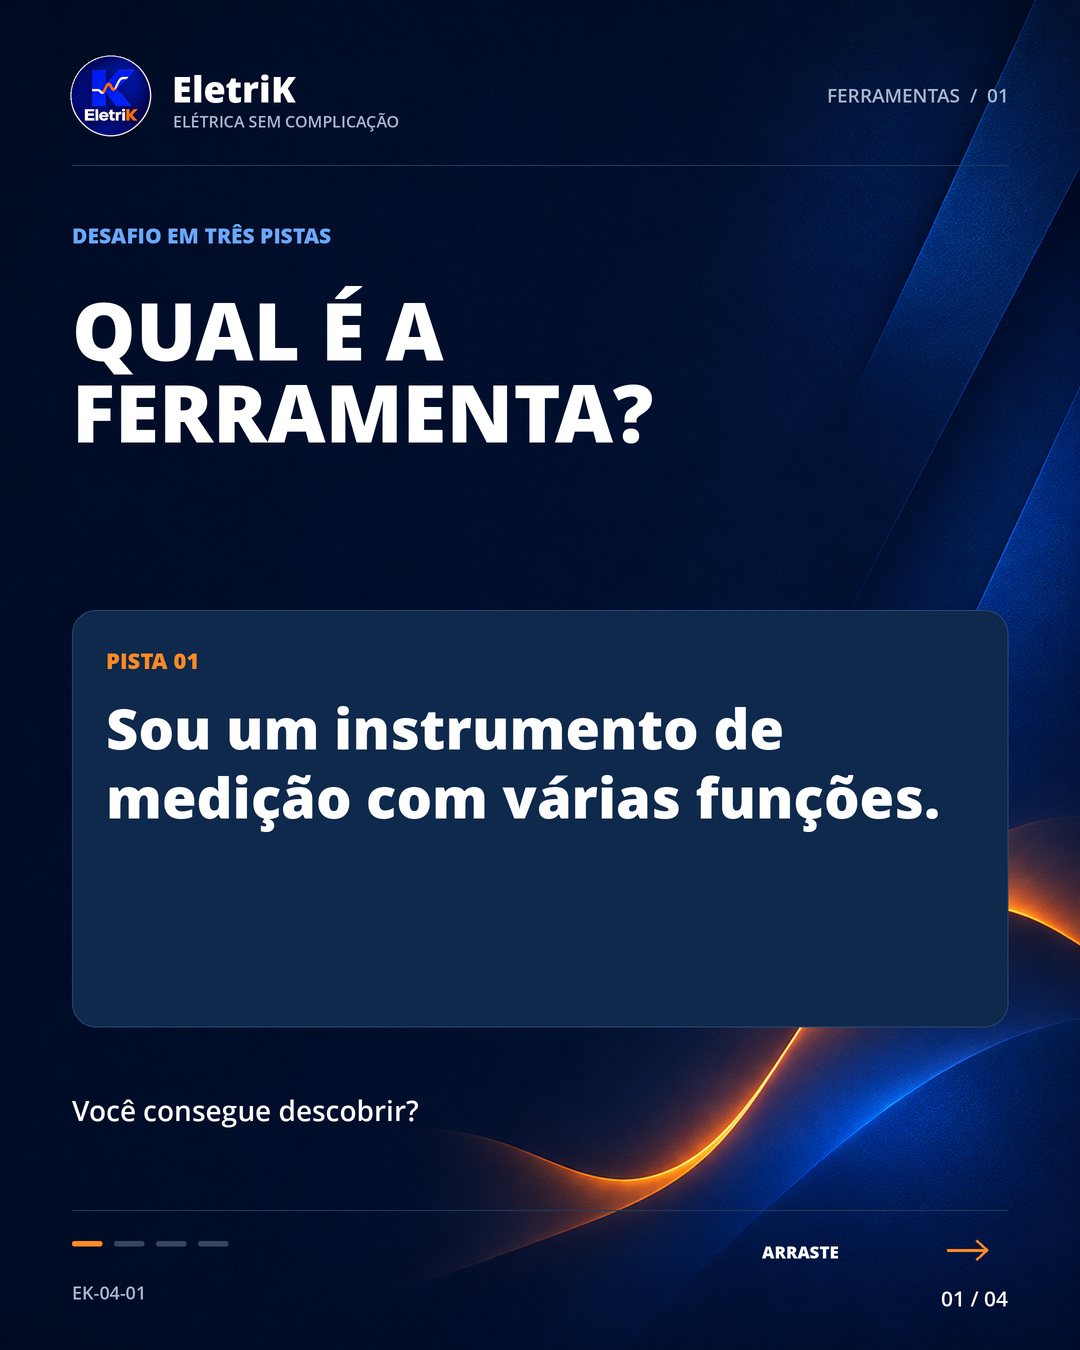 EletriK
EletriK
ELÉTRICA SEM COMPLICAÇÃO
FERRAMENTAS / 01
DESAFIO EM TRÊS PISTAS
QUAL É A
FERRAMENTA?
PISTA 01
Sou um instrumento de
medição com várias funções.
Você consegue descobrir?
ARRASTE
EK-04-01
01 / 04